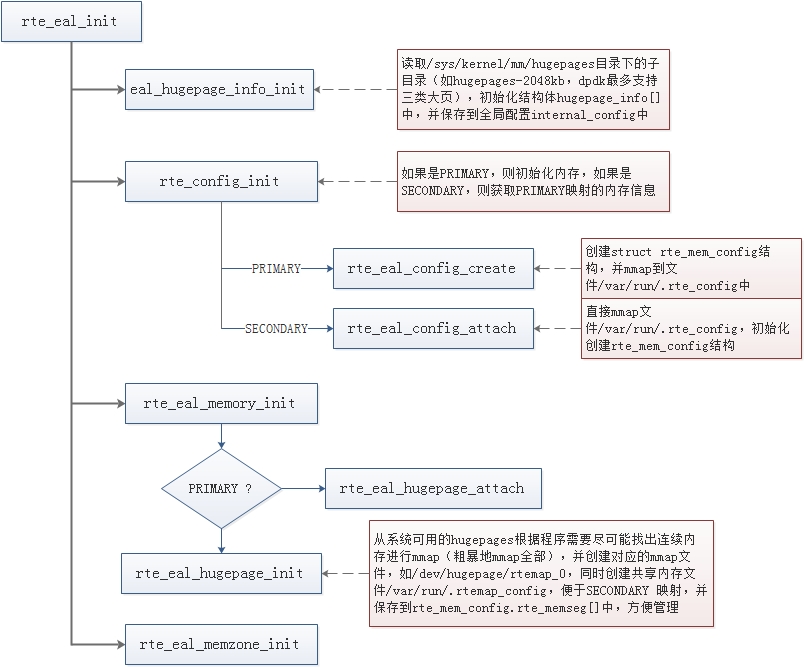 rte_eal_init
eal_hugepage_info_init
读取/sys/kernel/mm/hugepages目录下的子
目录（如hugepages-2048kb，dpdk最多支持
三类大页），初始化结构体hugepage_info[]
中，并保存到全局配置internal_config中
rte_config_init
如果是PRIMARY，则初始化内存，如果是
SECONDARY，则获取PRIMARY映射的内存信息
PRIMARY
rte_eal_config_create
创建struct rte_mem_config结
构，并mmap到文
件/var/run/.rte_config中
SECONDARY
rte_eal_config_attach
直接mmap文
件/var/run/.rte_config，初始化
创建rte_mem_config结构
rte_eal_memory_init
PRIMARY ?
rte_eal_hugepage_attach
rte_eal_hugepage_init
从系统可用的hugepages根据程序需要尽可能找出连续内
存进行mmap（粗暴地mmap全部），并创建对应的mmap文
件，如/dev/hugepage/rtemap_0，同时创建共享内存文
件/var/run/.rtemap_config，便于SECONDARY 映射，并
保存到rte_mem_config.rte_memseg[]中，方便管理
rte_eal_memzone_init